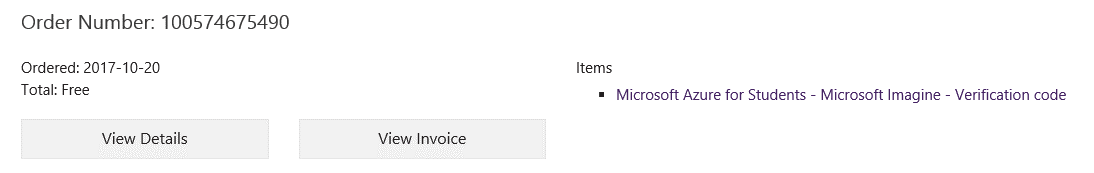 Order Number: 100574675490
Ordered: 2017-10-20
Total: Free
View Details
View Invoice
Items
Microsoft Azure for Students - Microsoft Imagine - Verification code